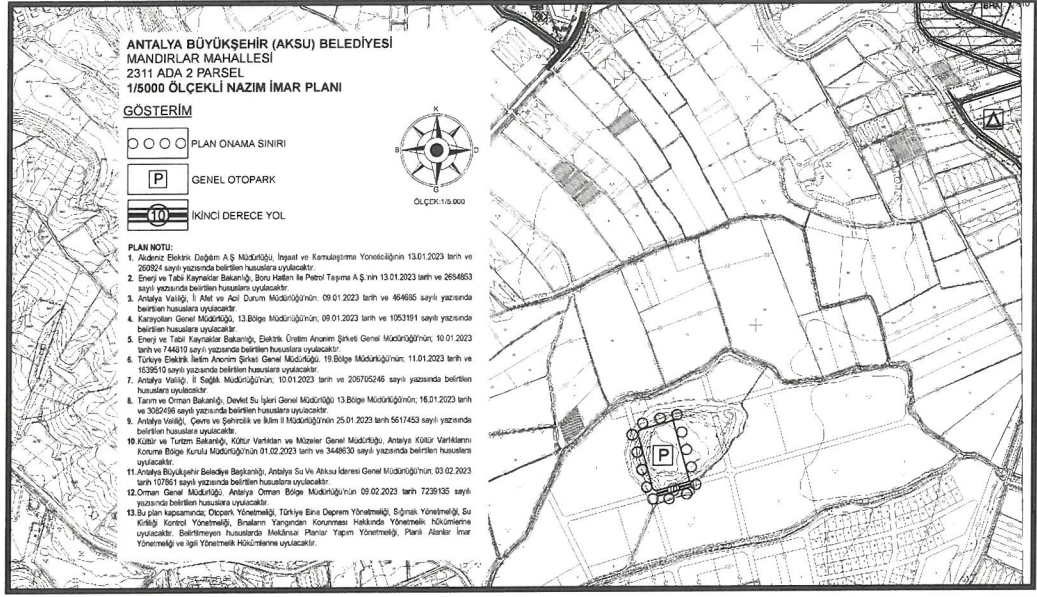 ANTALYA BÜYÜKŞEHİR (AKSU) BELEDİYESİ
MANDIRLAR MAHALLESİ
2311 ADA 2 PARSEL
1/5000 ÖLÇEKLİ NAZIM İMAR PLANI
GÖSTERİM
PLAN ONAMA SINIRI
P GENEL OTOPARK
10 İKİNCİ DERECE YOL
K
B D
G
ÖLÇEK:1/5.000
PLAN NOTU:
1. Akdeniz Elektrik Dağıtım A.Ş Müdürlüğü, İnşaat ve Kamulaştırma Yöneticiliğinin 13.01.2023 tarih ve
260924 sayılı yazısında belirtilen hususlara uyulacaktır.
2. Enerji ve Tabii Kaynaklar Bakanlığı, Boru Hatları ile Petrol Taşıma A.Ş.'nin 13.01.2023 tarih ve 2664853
sayılı yazısında belirtilen hususlara uyulacaktır.
3. Antalya Valiliği, İl Afet ve Acil Durum Müdürlüğü'nün, 09.01.2023 tarih ve 464665 sayılı yazısında
belirtilen hususlara uyulacaktır.
4. Karayolları Genel Müdürlüğü, 13.Bölge Müdürlüğü'nün; 09.01.2023 tarih ve 1053191 sayılı yazısında
belirtilen hususlara uyulacaktır.
5. Enerji ve Tabii Kaynaklar Bakanlığı, Elektrik Üretim Anonim Şirketi Genel Müdürlüğü'nün; 10.01.2023
tarih ve 744810 sayılı yazısında belirtilen hususlara uyulacaktır.
6. Türkiye Elektrik İletim Anonim Şirketi Genel Müdürlüğü, 19.Bölge Müdürlüğü'nün; 11.01.2023 tarih ve
1639510 sayılı yazısında belirtilen hususlara uyulacaktır.
7. Antalya Valiliği, İl Sağlık Müdürlüğü'nün; 10.01.2023 tarih ve 206705246 sayılı yazısında belirtilen
hususlara uyulacaktır.
8. Tarım ve Orman Bakanlığı, Devlet Su İşleri Genel Müdürlüğü 13.Bölge Müdürlüğü'nün; 16.01.2023
tarih ve 3082496 sayılı yazısında belirtilen hususlara uyulacaktır.
9. Antalya Valiliği, Çevre ve Şehircilik ve İklim İl Müdürlüğü'nün 25.01.2023 tarih 5617453 sayılı yazısında
belirtilen hususlara uyulacaktır.
10.Kültür ve Turizm Bakanlığı, Kültür Varlıkları ve Müzeler Genel Müdürlüğü, Antalya Kültür Varlıklarını
Koruma Bölge Kurulu Müdürlüğü'nün 01.02.2023 tarih ve 3448630 sayılı yazısında belirtilen hususlara
uyulacaktır.
11.Antalya Büyükşehir Belediye Başkanlığı, Antalya Su Ve Atıksu İdaresi Genel Müdürlüğü'nün; 03.02.2023
tarih 107861 sayılı yazısında belirtilen hususlara uyulacaktır.
12.Orman Genel Müdürlüğü, Antalya Orman Bölge Müdürlüğü'nün 09.02.2023 tarih 7239135 sayılı
yazısında belirtilen hususlara uyulacaktır.
13.Bu plan kapsamında; Otopark Yönetmeliği, Türkiye Bina Deprem Yönetmeliği, Sığınak Yönetmeliği, Su
Kirliliği Kontrol Yönetmeliği, Binaların Yangından Korunması Hakkında Yönetmelik hükümlerine
uyulacaktır. Belirtilmeyen hususlarda Mekânsal Planlar Yapım Yönetmeliği, Planlı Alanlar İmar
Yönetmeliği ve ilgili Yönetmelik Hükümlerine uyulacaktır.
P